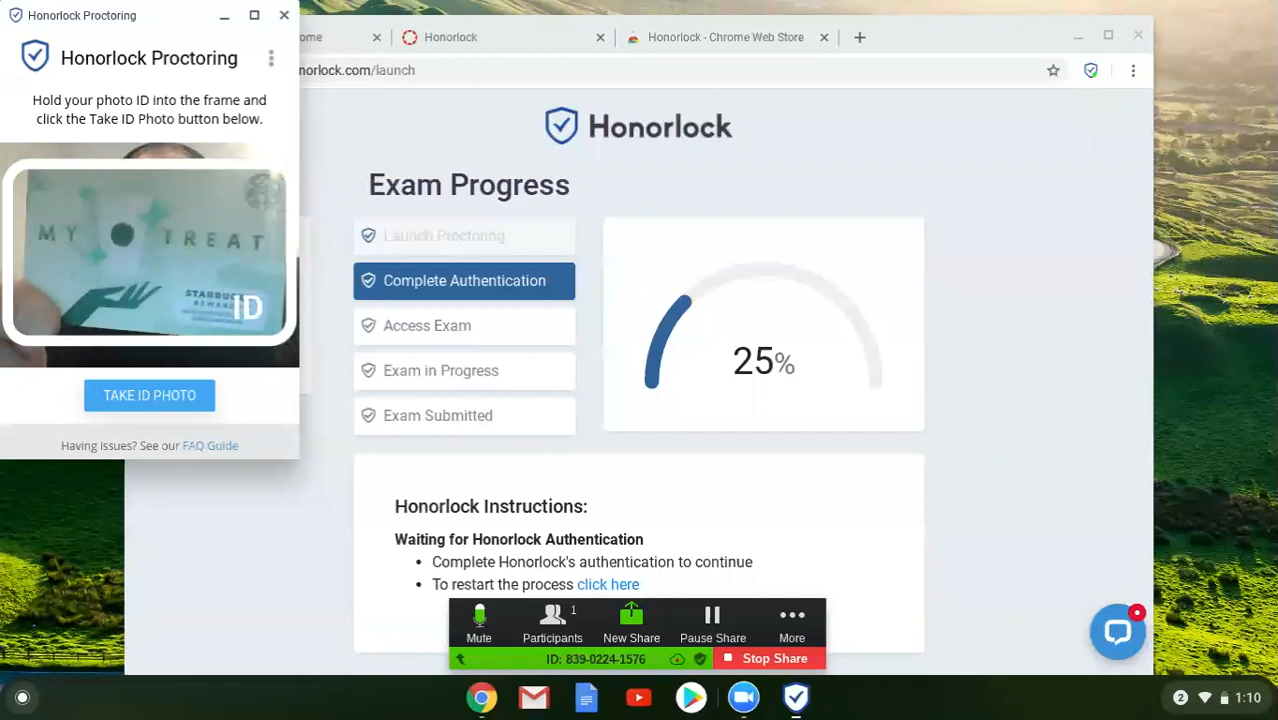 Honorlock Proctoring
Honorlock Proctoring
Hold your photo ID into the frame and
click the Take ID Photo button below.
MY TREAT
STARBUCKS
REWARDS
ID
TAKE ID PHOTO
Having Issues? See our FAQ Guide
ome
Honorlock
Honorlock - Chrome Web Store
norlock.com/launch
Honorlock
Exam Progress
Launch Proctoring
Complete Authentication
Access Exam
Exam in Progress
Exam Submitted
25%
Honorlock Instructions:
Waiting for Honorlock Authentication
• Complete Honorlock's authentication to continue
• To restart the process click here
Mute
Participants 1
New Share
Pause Share
More
ID: 839-0224-1576
Stop Share
2 1:10